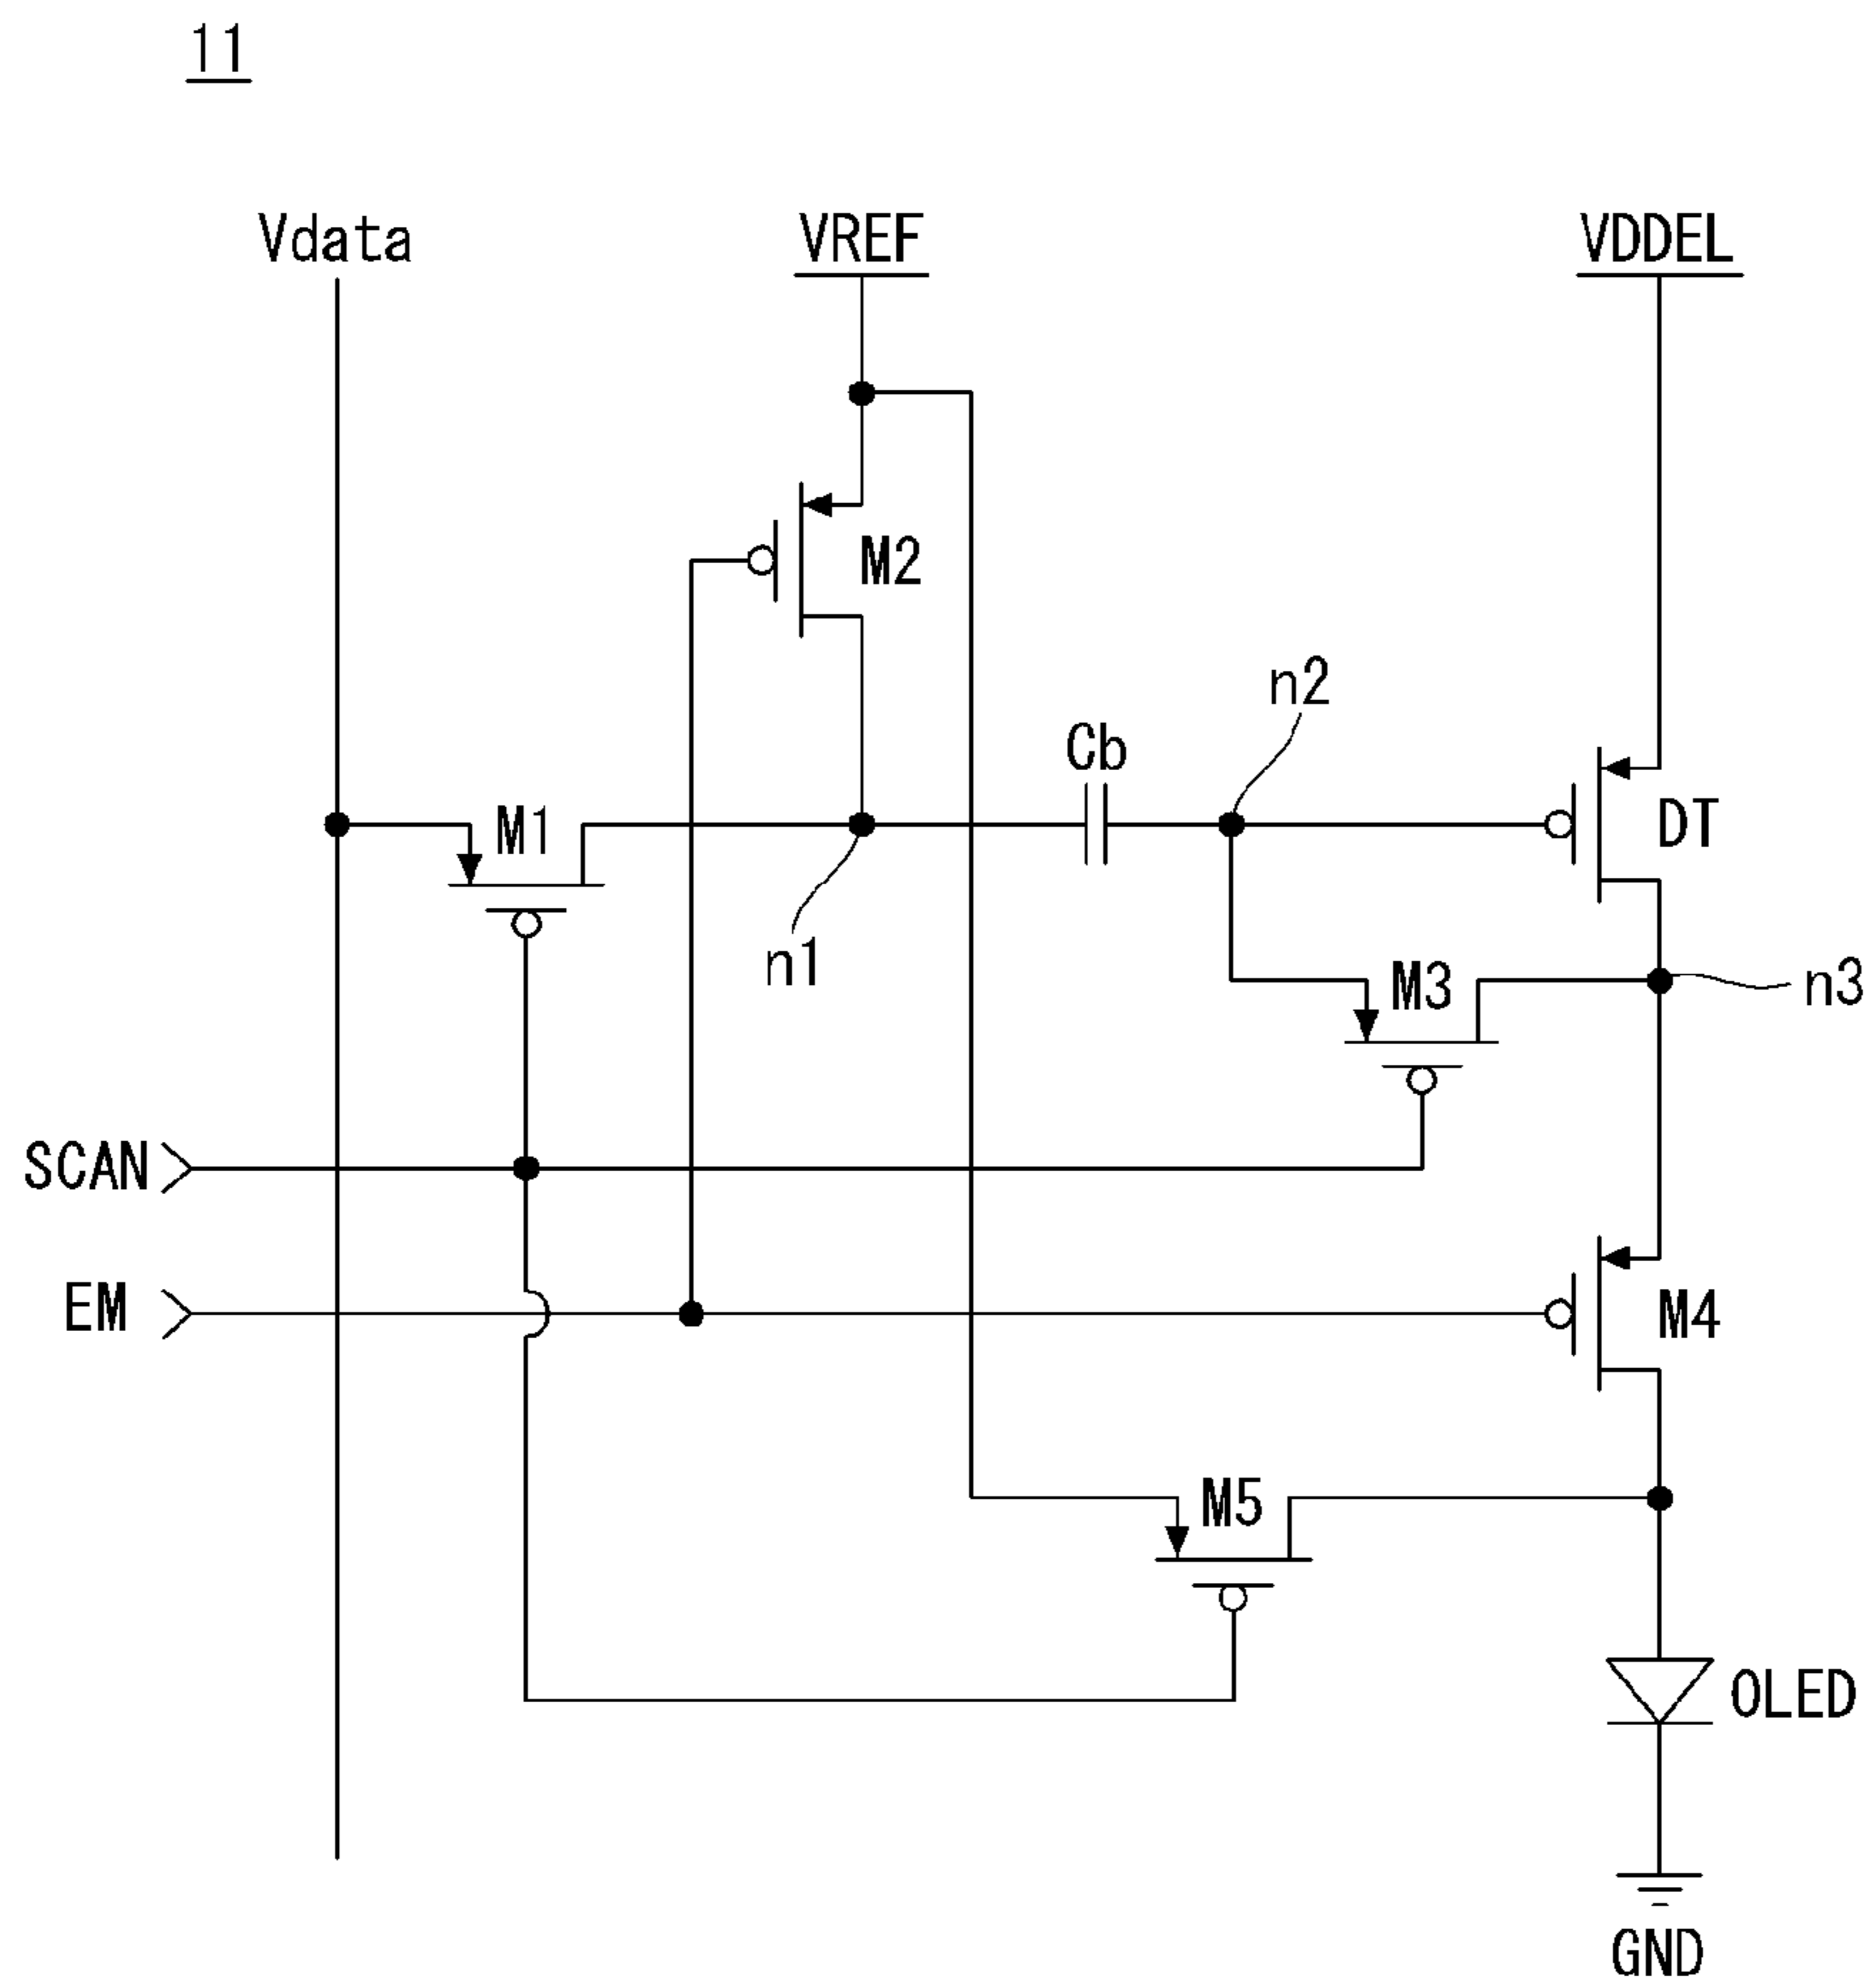 11
Vdata
VREF
VDDEL
M2
n2
Cb
M1
DT
n1
M3
n3
SCAN
EM
M4
M5
OLED
GND